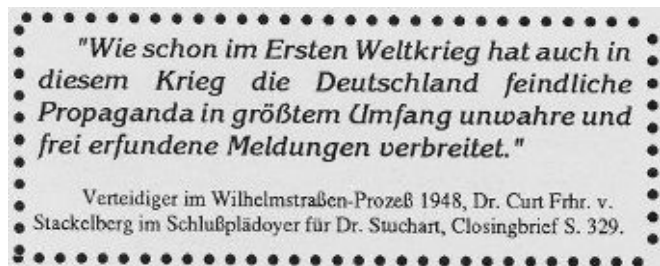 "Wie schon im Ersten Weltkrieg hat auch in
diesem Krieg die Deutschland feindliche
Propaganda in größtem Umfang unwahre und
frei erfundene Meldungen verbreitet."
Verteidiger im Wilhelmstraßen-Prozeß 1948, Dr. Curt Frhr. v.
Stackelberg im Schlußplädoyer für Dr. Stuchart, Closingbrief S. 329.